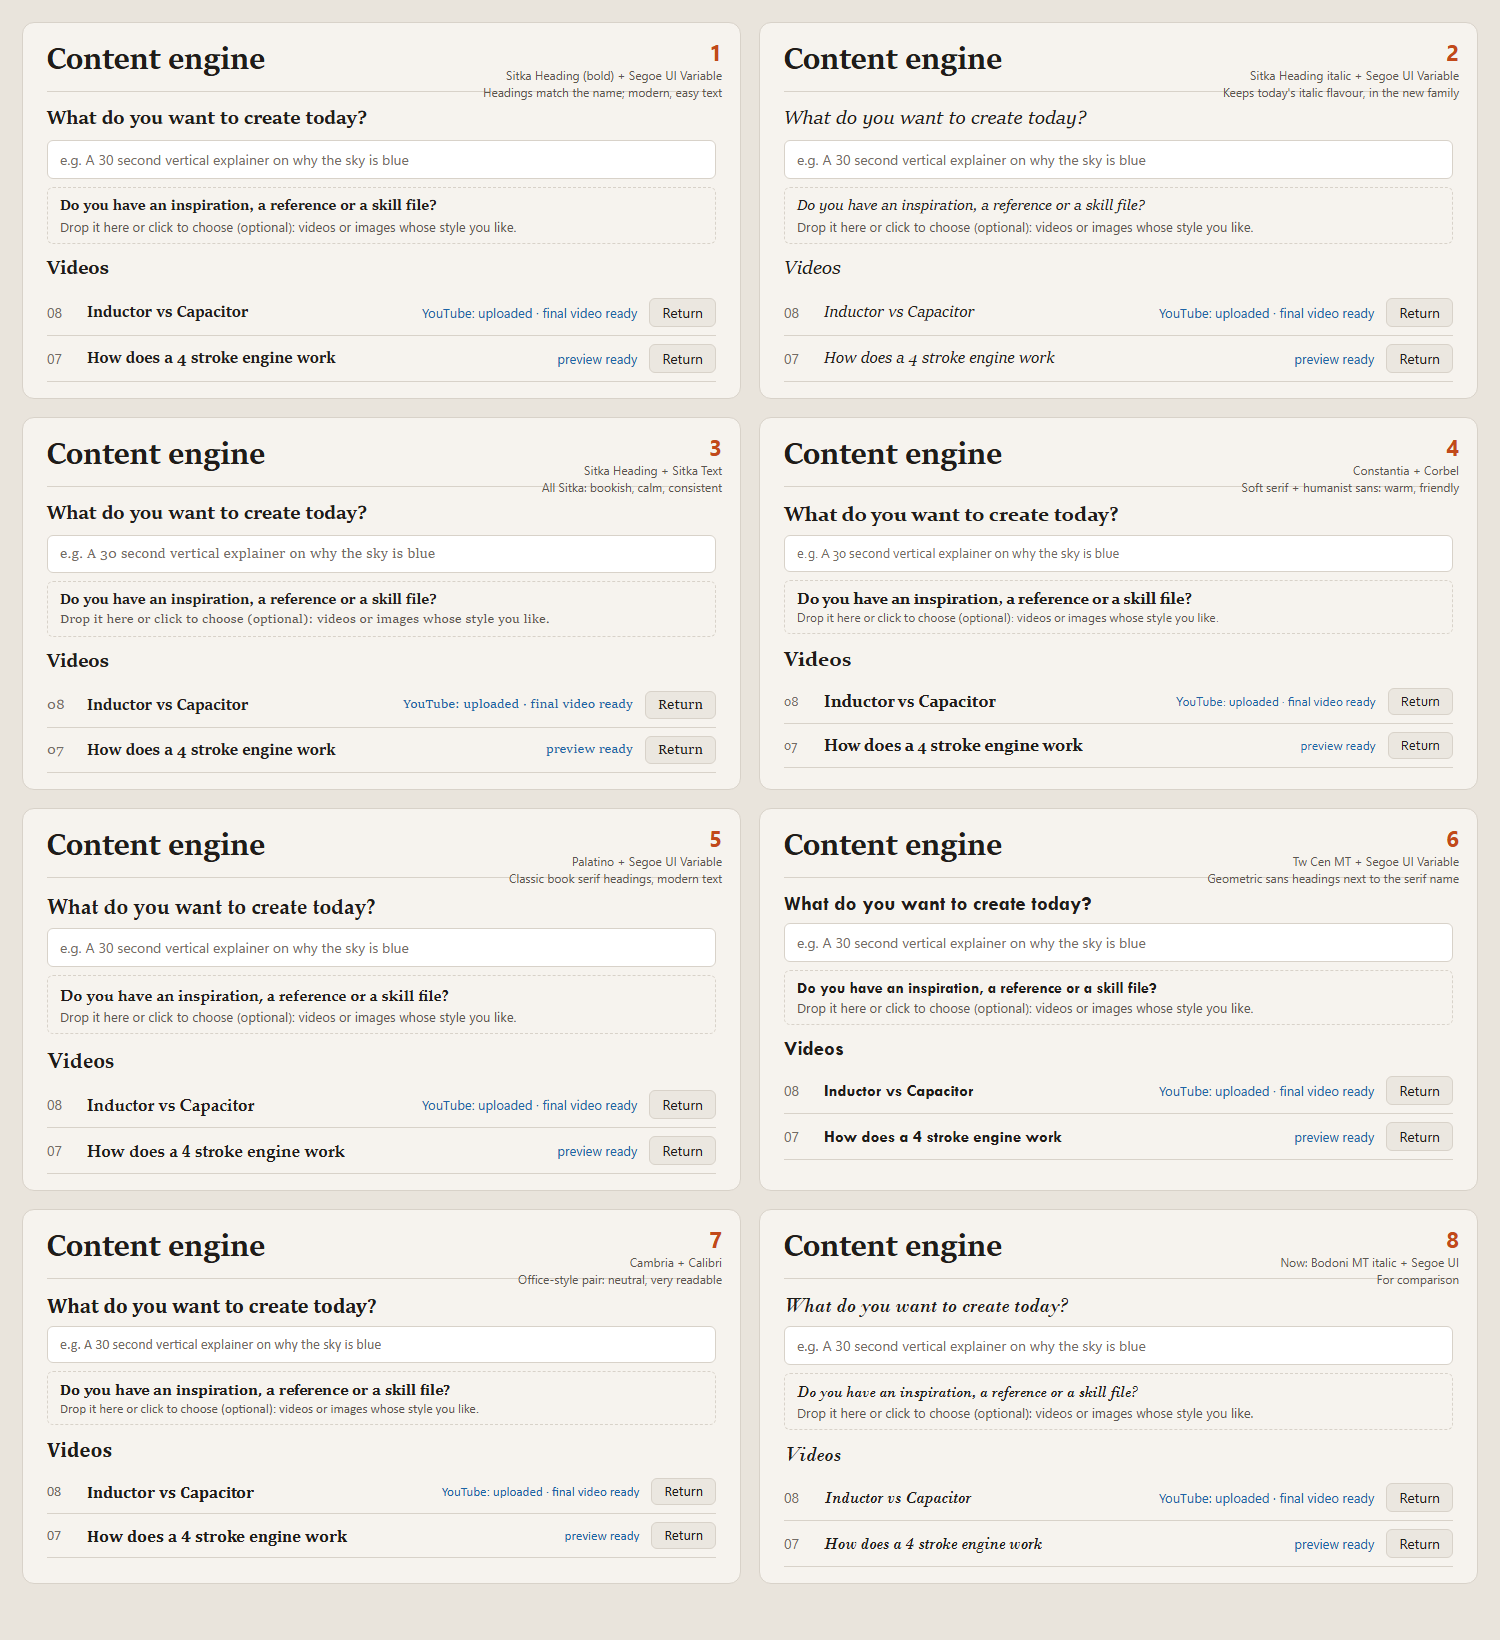 Content engine
1
Sitka Heading (bold) + Segoe UI Variable
Headings match the name; modern, easy text
What do you want to create today?
e.g. A 30 second vertical explainer on why the sky is blue
Do you have an inspiration, a reference or a skill file?
Drop it here or click to choose (optional): videos or images whose style you like.
Videos
08 Inductor vs Capacitor YouTube: uploaded · final video ready Return
07 How does a 4 stroke engine work preview ready Return
Content engine
2
Sitka Heading italic + Segoe UI Variable
Keeps today's italic flavour, in the new family
What do you want to create today?
e.g. A 30 second vertical explainer on why the sky is blue
Do you have an inspiration, a reference or a skill file?
Drop it here or click to choose (optional): videos or images whose style you like.
Videos
08 Inductor vs Capacitor YouTube: uploaded · final video ready Return
07 How does a 4 stroke engine work preview ready Return
Content engine
3
Sitka Heading + Sitka Text
All Sitka: bookish, calm, consistent
What do you want to create today?
e.g. A 30 second vertical explainer on why the sky is blue
Do you have an inspiration, a reference or a skill file?
Drop it here or click to choose (optional): videos or images whose style you like.
Videos
08 Inductor vs Capacitor YouTube: uploaded · final video ready Return
07 How does a 4 stroke engine work preview ready Return
Content engine
4
Constantia + Corbel
Soft serif + humanist sans: warm, friendly
What do you want to create today?
e.g. A 30 second vertical explainer on why the sky is blue
Do you have an inspiration, a reference or a skill file?
Drop it here or click to choose (optional): videos or images whose style you like.
Videos
08 Inductor vs Capacitor YouTube: uploaded · final video ready Return
07 How does a 4 stroke engine work preview ready Return
Content engine
5
Palatino + Segoe UI Variable
Classic book serif headings, modern text
What do you want to create today?
e.g. A 30 second vertical explainer on why the sky is blue
Do you have an inspiration, a reference or a skill file?
Drop it here or click to choose (optional): videos or images whose style you like.
Videos
08 Inductor vs Capacitor YouTube: uploaded · final video ready Return
07 How does a 4 stroke engine work preview ready Return
Content engine
6
Tw Cen MT + Segoe UI Variable
Geometric sans headings next to the serif name
What do you want to create today?
e.g. A 30 second vertical explainer on why the sky is blue
Do you have an inspiration, a reference or a skill file?
Drop it here or click to choose (optional): videos or images whose style you like.
Videos
08 Inductor vs Capacitor YouTube: uploaded · final video ready Return
07 How does a 4 stroke engine work preview ready Return
Content engine
7
Cambria + Calibri
Office-style pair: neutral, very readable
What do you want to create today?
e.g. A 30 second vertical explainer on why the sky is blue
Do you have an inspiration, a reference or a skill file?
Drop it here or click to choose (optional): videos or images whose style you like.
Videos
08 Inductor vs Capacitor YouTube: uploaded · final video ready Return
07 How does a 4 stroke engine work preview ready Return
Content engine
8
Now: Bodoni MT italic + Segoe UI
For comparison
What do you want to create today?
e.g. A 30 second vertical explainer on why the sky is blue
Do you have an inspiration, a reference or a skill file?
Drop it here or click to choose (optional): videos or images whose style you like.
Videos
08 Inductor vs Capacitor YouTube: uploaded · final video ready Return
07 How does a 4 stroke engine work preview ready Return